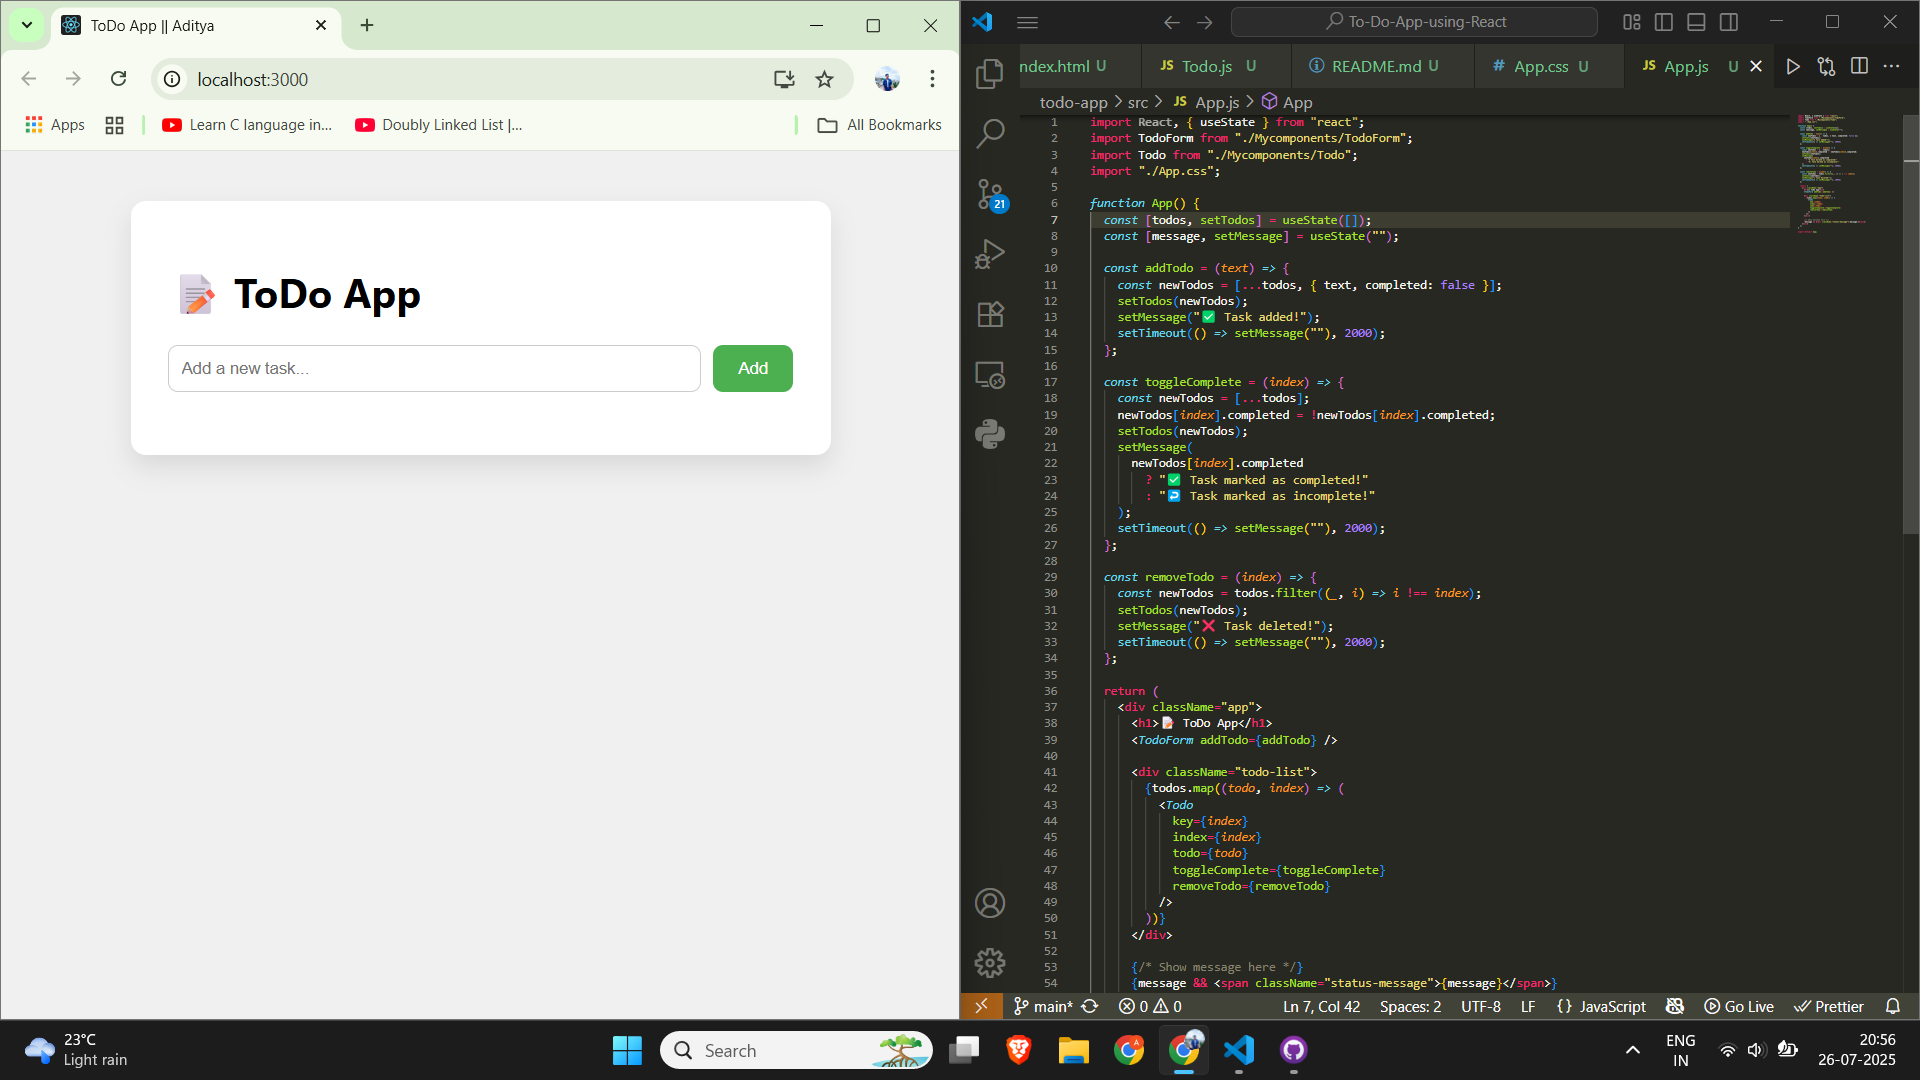 ToDo App || Aditya
localhost:3000
Apps
Learn C language in...
Doubly Linked List |...
All Bookmarks
📝 ToDo App
Add a new task...
Add
To-Do-App-using-React
ndex.html U
JS Todo.js U
README.md U
# App.css U
JS App.js U
todo-app > src > JS App.js > App
21
1 import React, { useState } from "react";
2 import TodoForm from "./Mycomponents/TodoForm";
3 import Todo from "./Mycomponents/Todo";
4 import "./App.css";
5
6 function App() {
7 const [todos, setTodos] = useState([]);
8 const [message, setMessage] = useState("");
9
10 const addTodo = (text) => {
11 const newTodos = [...todos, { text, completed: false }];
12 setTodos(newTodos);
13 setMessage("✅ Task added!");
14 setTimeout(() => setMessage(""), 2000);
15 };
16
17 const toggleComplete = (index) => {
18 const newTodos = [...todos];
19 newTodos[index].completed = !newTodos[index].completed;
20 setTodos(newTodos);
21 setMessage(
22 newTodos[index].completed
23 ? "✅ Task marked as completed!"
24 : "↩️ Task marked as incomplete!"
25 );
26 setTimeout(() => setMessage(""), 2000);
27 };
28
29 const removeTodo = (index) => {
30 const newTodos = todos.filter((_, i) => i !== index);
31 setTodos(newTodos);
32 setMessage("❌ Task deleted!");
33 setTimeout(() => setMessage(""), 2000);
34 };
35
36 return (
37 <div className="app">
38 <h1>📝 ToDo App</h1>
39 <TodoForm addTodo={addTodo} />
40
41 <div className="todo-list">
42 {todos.map((todo, index) => (
43 <Todo
44 key={index}
45 index={index}
46 todo={todo}
47 toggleComplete={toggleComplete}
48 removeTodo={removeTodo}
49 />
50 ))}
51 </div>
52
53 {/* Show message here */}
54 {message && <span className="status-message">{message}</span>}
main* 0 0 Ln 7, Col 42 Spaces: 2 UTF-8 LF {} JavaScript Go Live Prettier
23°C
Light rain
Search
ENG
IN
20:56
26-07-2025